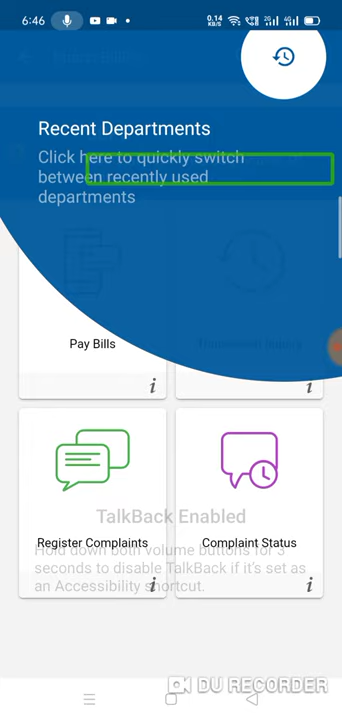 6:46
0.14
KB/S
2G
4G
Recent Departments
Click here to quickly switch
between recently used
departments
Pay Bills
i
i
Register Complaints
i
Complaint Status
i
TalkBack Enabled
Hold down both volume buttons for 3
seconds to disable TalkBack if it's set as
an Accessibility shortcut.
DU RECORDER